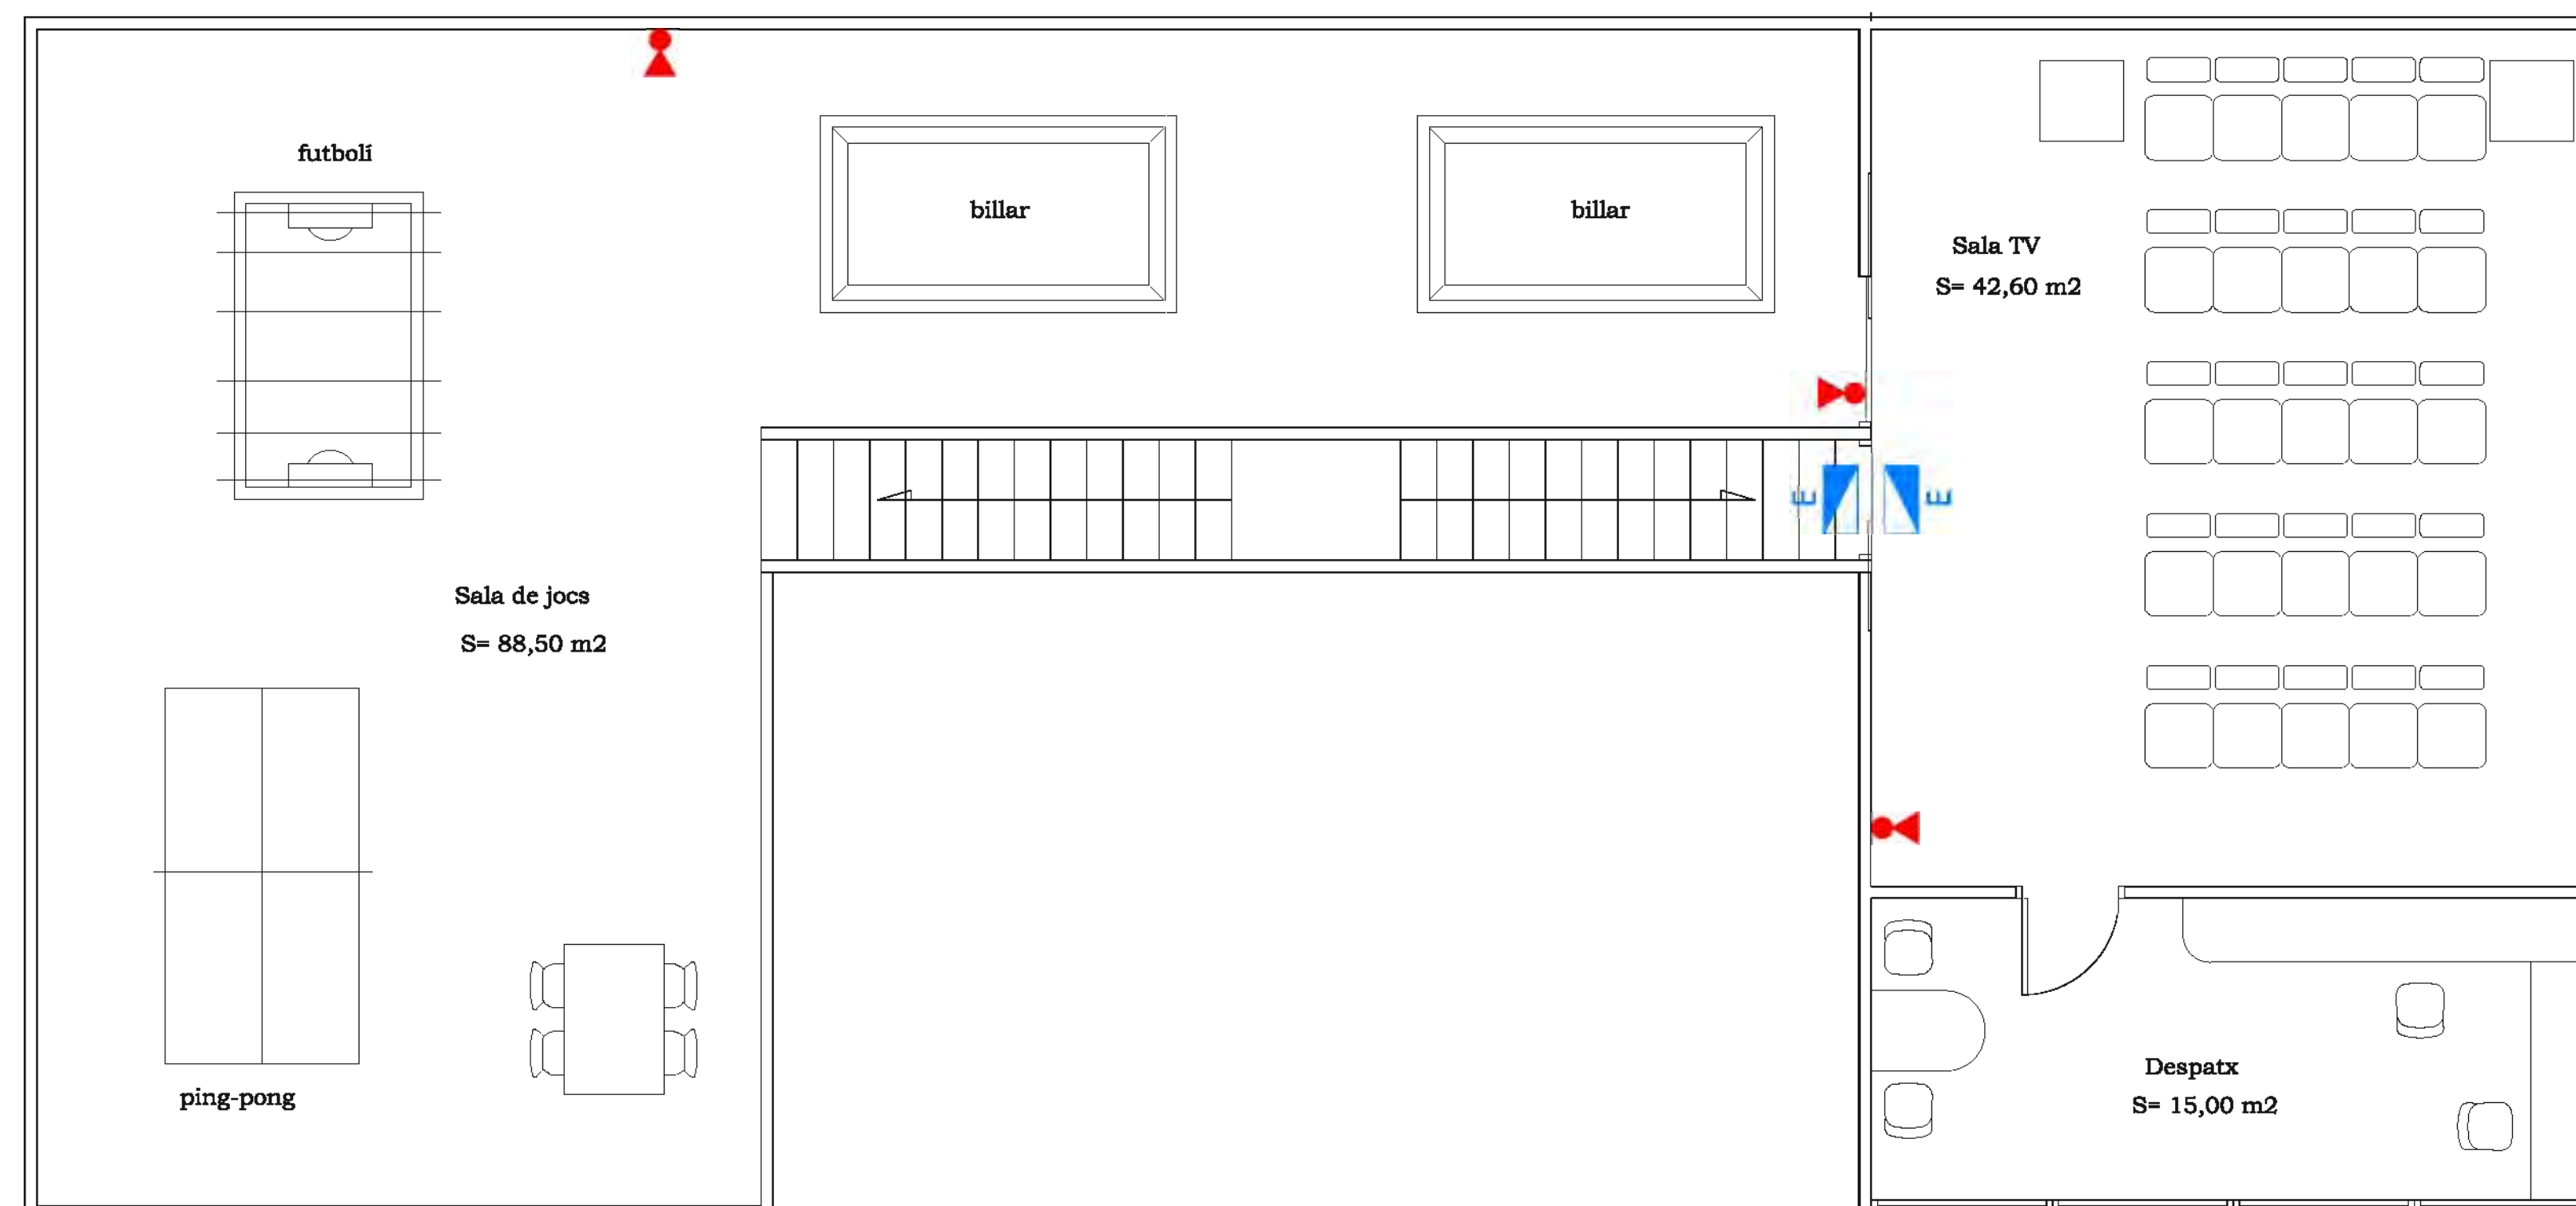 futbolí
billar
billar
Sala TV
S= 42,60 m2
E
E
Sala de jocs
S= 88,50 m2
ping-pong
Despatx
S= 15,00 m2